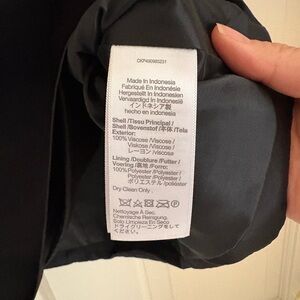 Made in Indonesia
Fabriqué En Indonésie
Hergestellt In Indonesien
Vervaardigd In Indonesië
インドネシア製
hecho en indonesia
Shell /Tissu Principal /
Shell /Bovenstof /本体 /Tela
Exterior:
100% Viscose /Viscose /
Viskose /Viscose /
レーヨン /viscosa
Lining /Doublure /Futter /
Voering /裏地 /Forro:
100% Polyester /Polyester /
Polyester /Polyester /
ポリエステル /poliéster
Dry Clean Only
Nettoyage À Sec.
Chemische Reinigung.
Solo Limpieza En Seco
ドライクリーニングをして